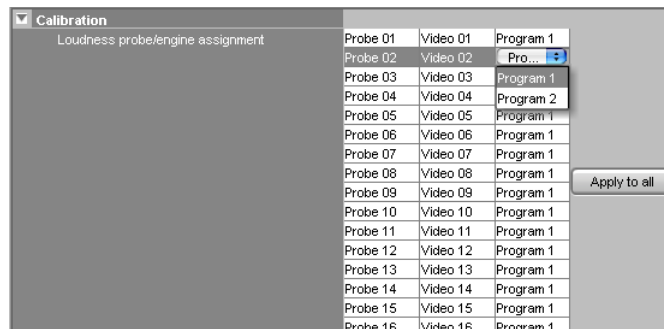 Calibration
Loudness probe/engine assignment
Probe 01 Video 01 Program 1
Probe 02 Video 02 Pro...
Probe 03 Video 03 Program 1
Probe 04 Video 04 Program 2
Probe 05 Video 05 Program 1
Probe 06 Video 06 Program 1
Probe 07 Video 07 Program 1
Probe 08 Video 08 Program 1
Probe 09 Video 09 Program 1
Probe 10 Video 10 Program 1
Probe 11 Video 11 Program 1
Probe 12 Video 12 Program 1
Probe 13 Video 13 Program 1
Probe 14 Video 14 Program 1
Probe 15 Video 15 Program 1
Probe 16 Video 16 Program 1
Apply to all